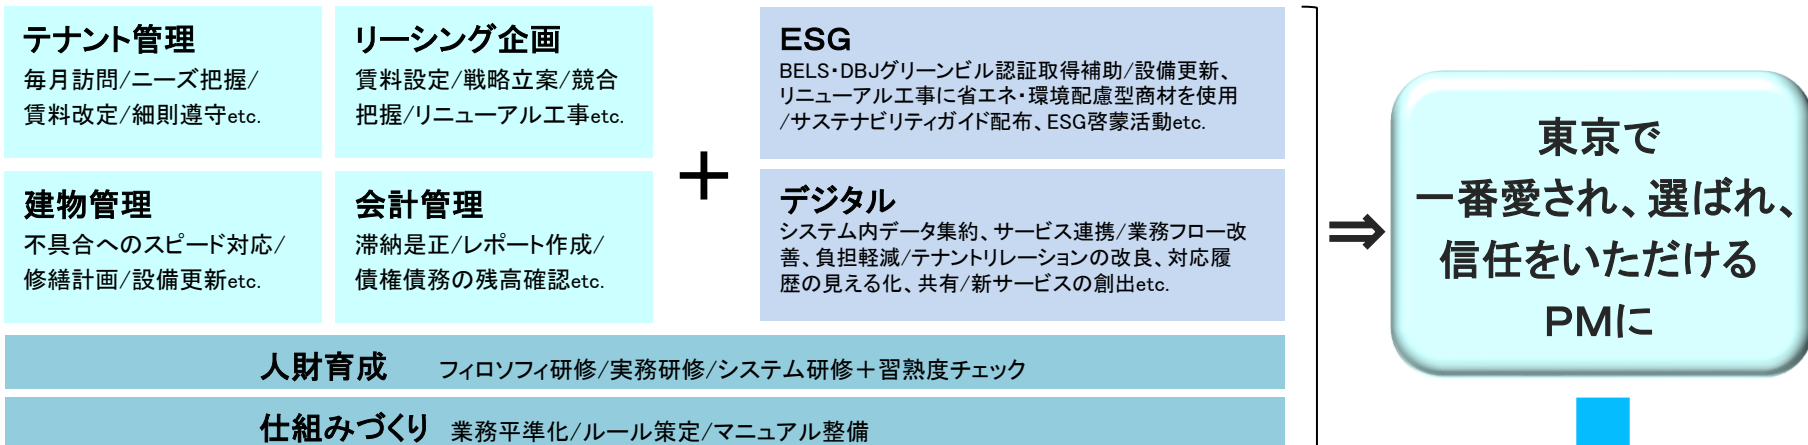 テナント管理
毎月訪問/ニーズ把握/
賃料改定/細則遵守etc.
リーシング企画
賃料設定/戦略立案/競合
把握/リニューアル工事etc.
建物管理
不具合へのスピード対応/
修繕計画/設備更新etc.
会計管理
滞納是正/レポート作成/
債権債務の残高確認etc.
＋
ESG
BELS・DBJグリーンビル認証取得補助/設備更新、
リニューアル工事に省エネ・環境配慮型商材を使用
/サステナビリティガイド配布、ESG啓蒙活動etc.
デジタル
システム内データ集約、サービス連携/業務フロー改
善、負担軽減/テナントリレーションの改良、対応履
歴の見える化、共有/新サービスの創出etc.
人財育成 フィロソフィ研修/実務研修/システム研修＋習熟度チェック
仕組みづくり 業務平準化/ルール策定/マニュアル整備
⇒
東京で
一番愛され、選ばれ、
信任をいただける
PMに